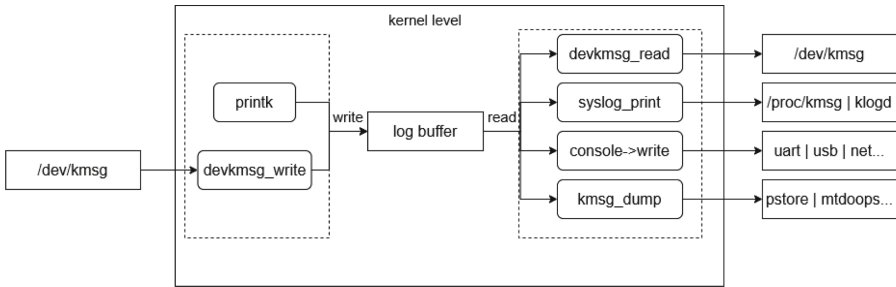 kernel level
devkmsg_read
/dev/kmsg
printk
syslog_print
/proc/kmsg | klogd
write
log buffer
read
console->write
uart | usb | net...
/dev/kmsg
devkmsg_write
kmsg_dump
pstore | mtdoops...